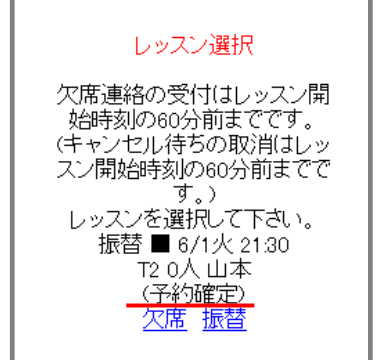 レッスン選択
欠席連絡の受付はレッスン開
始時刻の60分前までです。
(キャンセル待ちの取消はレッ
スン開始時刻の60分前までで
す。)
レッスンを選択して下さい。
振替 ■ 6/1火 21:30
T2 0人 山本
(予約確定)
欠席 振替